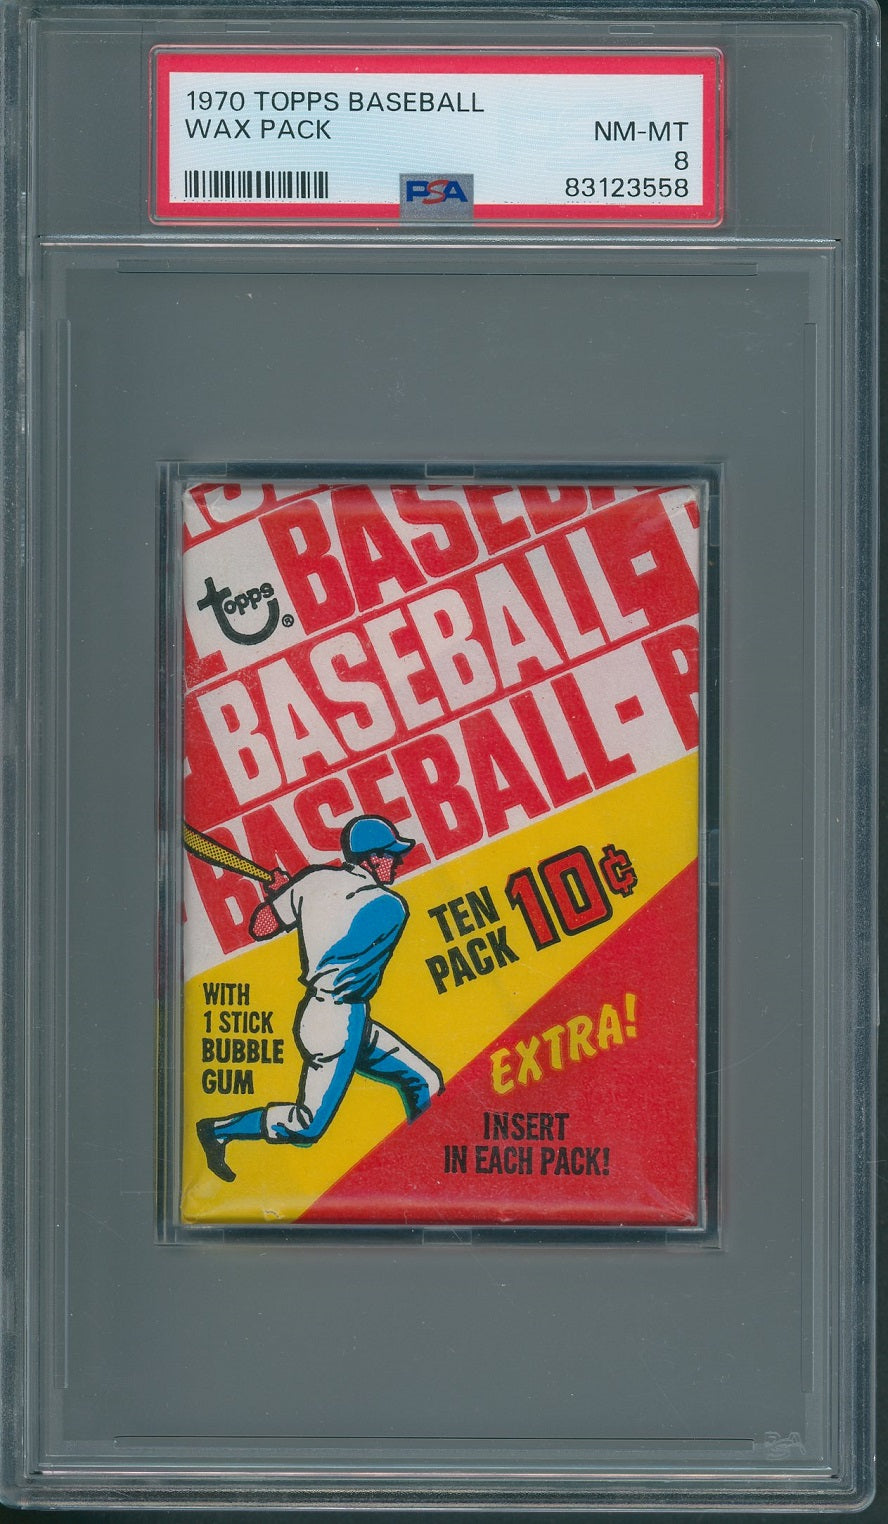 1970 TOPPS BASEBALL
WAX PACK
NM-MT
8
PSA
83123558
BASEBALL
topps®
BASEBALL -
BASEBALL -
TEN
PACK
10¢
WITH
1 STICK
BUBBLE
GUM
EXTRA!
INSERT
IN EACH PACK!
PSA